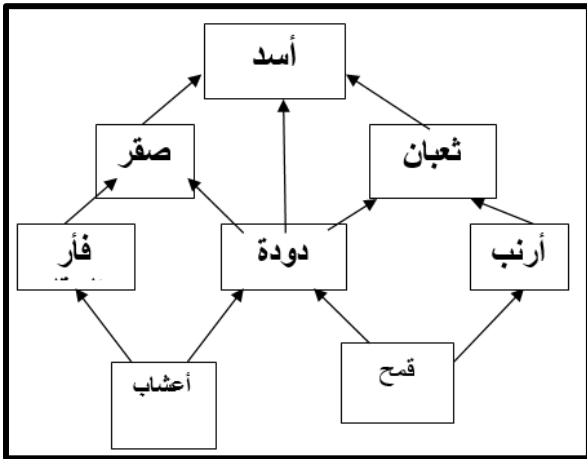 أسد
ثعبان
صقر
أرنب
دودة
فأر
قمح
أعشاب